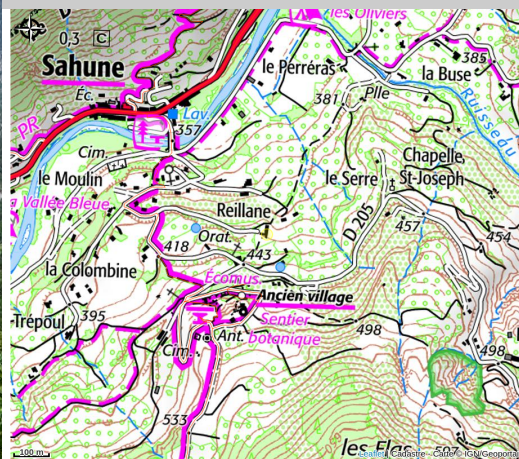 les Oliviers
0,3 C
385
Sahune
le Perréras
la Buse
Éc.
381
Plle
Lav.
357
PR
Ruisseau
Cim.
Chapelle
St-Joseph
le Moulin
le Serre
Vallée Bleue
Reillane
D 205
457
Orat.
454
418
443
la Colombine
Écomus.
Ancien village
Trépoul
395
Sentier
botanique
498
Ant.
Cim.
498
533
les Flas
100 m
Leaflet | Cadastre - Carte © IGN/Geoportail